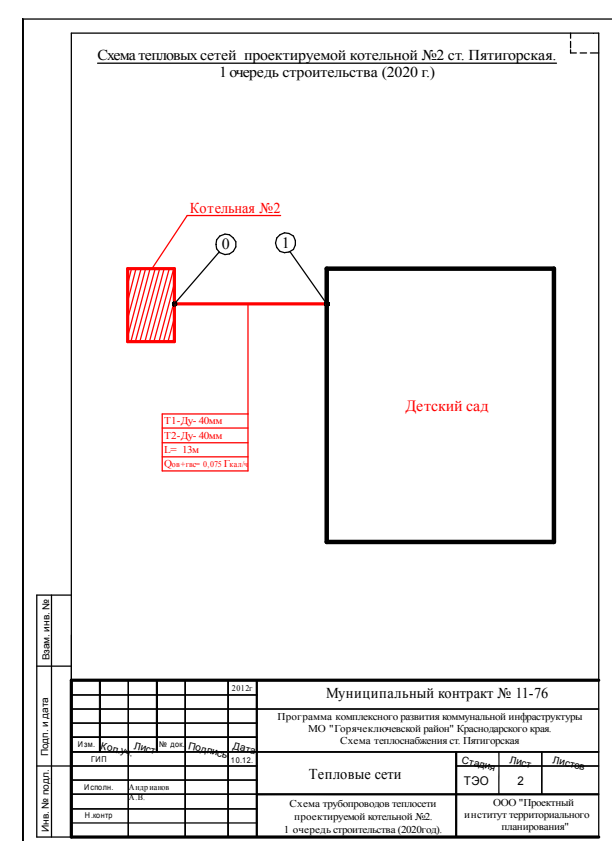 Схема тепловых сетей проектируемой котельной №2 ст. Пятигорская.
1 очередь строительства (2020 г.)
Котельная №2
0
1
Детский сад
Т1-Ду- 40мм
Т2-Ду- 40мм
L= 13м
Qов+гвс= 0,075 Гкал/ч
Взам. инв. №
Подп. и дата
Инв. № подл.
2012г
Муниципальный контракт № 11-76
Программа комплексного развития коммунальной инфраструктуры
МО "Горячеключевской район" Краснодарского края.
Схема теплоснабжения ст. Пятигорская
Изм. Кол.уч. Лист № док. Подпись Дата
ГИП 10.12.
Тепловые сети
Стадия Лист Листов
ТЭО 2
Исполн. Андрианов
А.В.
Н.контр
Схема трубопроводов теплосети
проектируемой котельной №2.
1 очередь строительства (2020год).
ООО "Проектный
институт территориального
планирования"